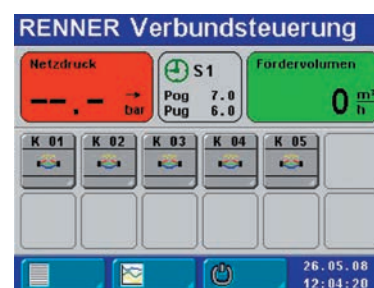 RENNER Verbundsteuerung
Netzdruck
--.- → bar
S1
Pog 7.0
Pug 6.0
Fördervolumen
0 m³/h
K 01 K 02 K 03 K 04 K 05
26.05.08
12:04:20